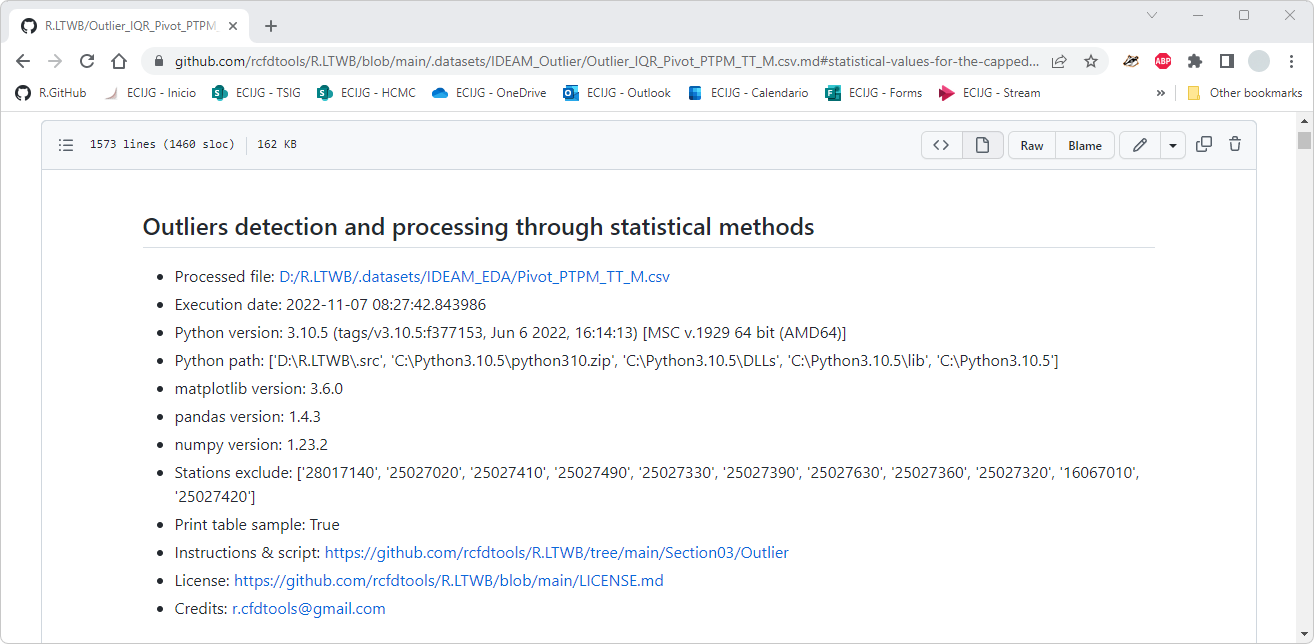 R.LTWB/Outlier_IQR_Pivot_PTPM_
github.com/rcfdtools/R.LTWB/blob/main/.datasets/IDEAM_Outlier/Outlier_IQR_Pivot_PTPM_TT_M.csv.md#statistical-values-for-the-capped...
ABP
R.GitHub ECIJG - Inicio ECIJG - TSIG ECIJG - HCMC ECIJG - OneDrive ECIJG - Outlook ECIJG - Calendario ECIJG - Forms ECIJG - Stream » Other bookmarks
1573 lines (1460 sloc) 162 KB <> Raw Blame
Outliers detection and processing through statistical methods
• Processed file: D:/R.LTWB/.datasets/IDEAM_EDA/Pivot_PTPM_TT_M.csv
• Execution date: 2022-11-07 08:27:42.843986
• Python version: 3.10.5 (tags/v3.10.5:f377153, Jun 6 2022, 16:14:13) [MSC v.1929 64 bit (AMD64)]
• Python path: ['D:\R.LTWB\.src', 'C:\Python3.10.5\python310.zip', 'C:\Python3.10.5\DLLs', 'C:\Python3.10.5\lib', 'C:\Python3.10.5']
• matplotlib version: 3.6.0
• pandas version: 1.4.3
• numpy version: 1.23.2
• Stations exclude: ['28017140', '25027020', '25027410', '25027490', '25027330', '25027390', '25027630', '25027360', '25027320', '16067010',
'25027420']
• Print table sample: True
• Instructions & script: https://github.com/rcfdtools/R.LTWB/tree/main/Section03/Outlier
• License: https://github.com/rcfdtools/R.LTWB/blob/main/LICENSE.md
• Credits: r.cfdtools@gmail.com